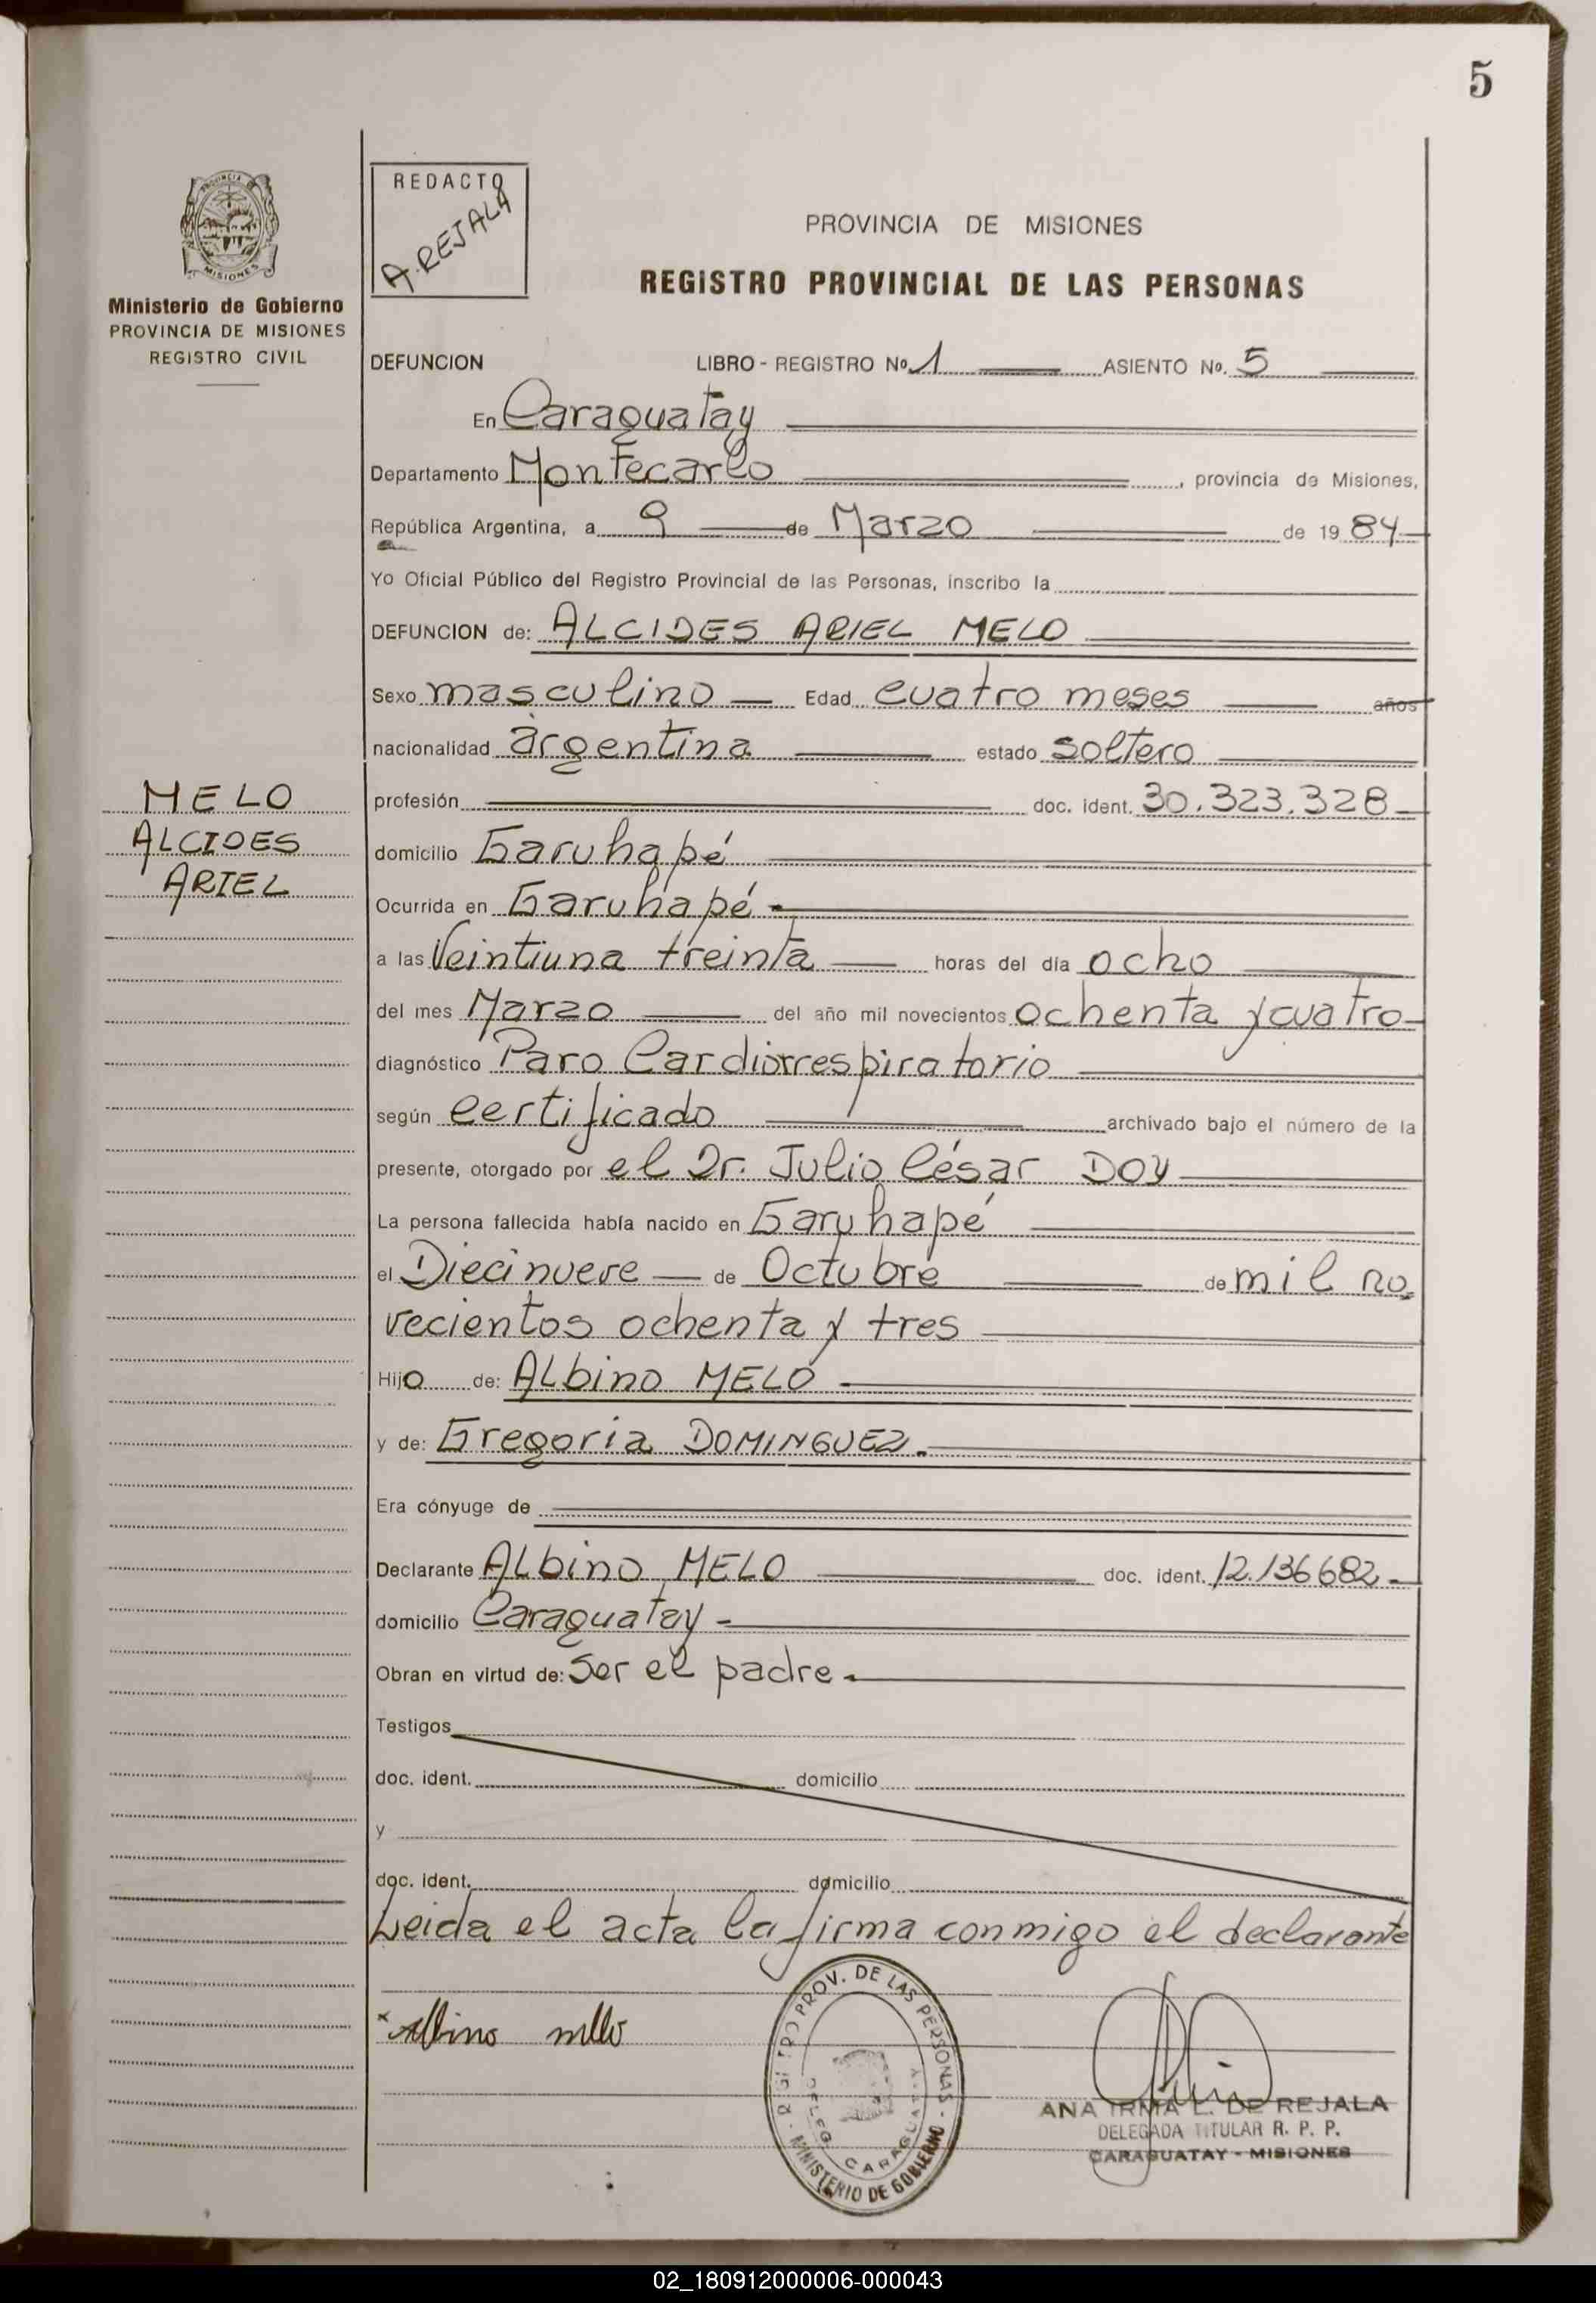 5
PROVINCIA DE MISIONES
REDACTO
A. REJALA
PROVINCIA DE MISIONES
REGISTRO PROVINCIAL DE LAS PERSONAS
Ministerio de Gobierno
PROVINCIA DE MISIONES
REGISTRO CIVIL
DEFUNCION LIBRO - REGISTRO Nº 1 ASIENTO Nº. 5
En Caraguatay
Departamento Montecarlo , provincia de Misiones,
República Argentina, a 9 de Marzo de 1984
Yo Oficial Público del Registro Provincial de las Personas, inscribo la
DEFUNCION de: ALCIDES ARIEL MELO
Sexo masculino Edad cuatro meses años
nacionalidad argentina estado soltero
MELO
ALCIDES
ARIEL
profesión doc. ident. 30.323.328
domicilio Garuhapé
Ocurrida en Garuhapé
a las Veintiuna treinta horas del día ocho
del mes Marzo del año mil novecientos ochenta y cuatro
diagnóstico Paro Cardiorrespiratorio
según certificado archivado bajo el número de la
presente, otorgado por el Dr. Julio César DOY
La persona fallecida había nacido en Garuhapé
el Diecinueve de Octubre de mil no
vecientos ochenta y tres
Hijo de: ALbino MELO
y de: Gregoria DOMINGUEZ.
Era cónyuge de
Declarante ALbino MELO doc. ident. 12.136682
domicilio Caraguatay
Obran en virtud de: Ser el padre
Testigos
doc. ident. domicilio
y
doc. ident. domicilio
Leida el acta la firma conmigo el declarante
x Albino mello
REGISTRO PROV. DE LAS PERSONAS - MINISTERIO DE GOBIERNO -
DELEG. CARAGUATAY
ANA IRMA L. DE REJALA
DELEGADA TITULAR R. P. P.
CARAGUATAY - MISIONES
02_180912000006-000043